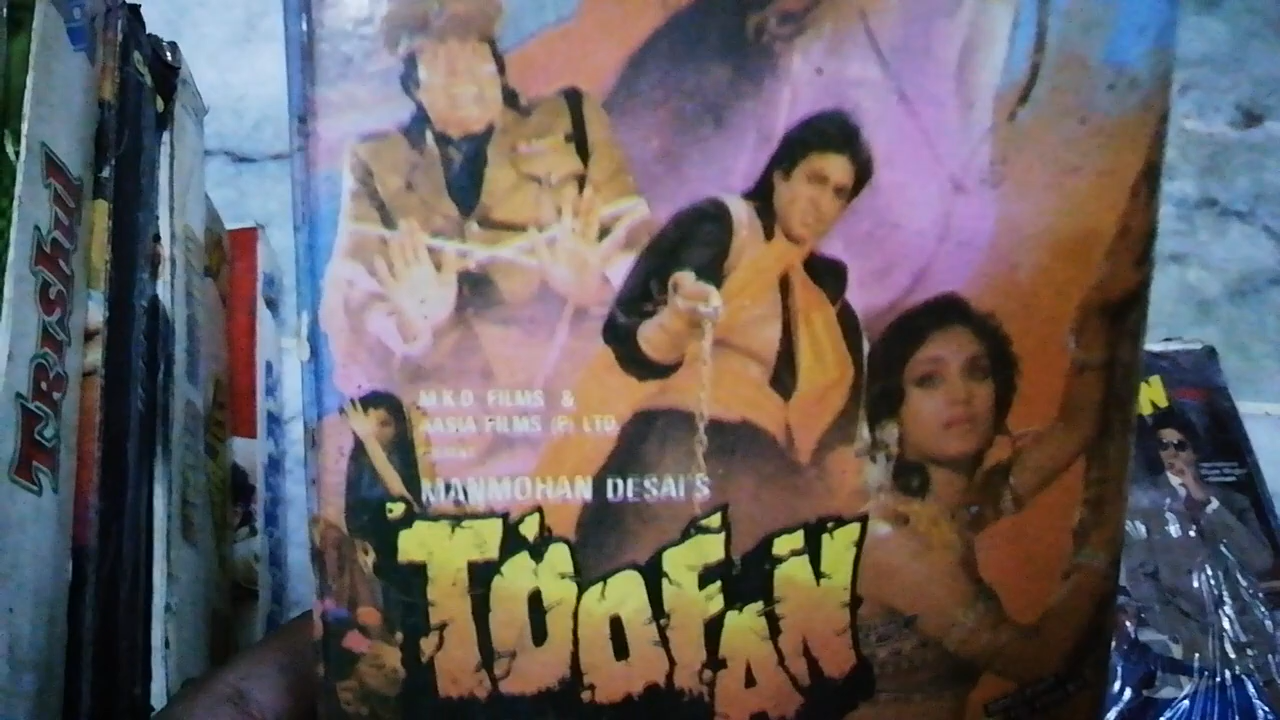 Trishul
M.K.D FILMS &
AASIA FILMS (P) LTD.
MANMOHAN DESAI'S
TOOFAN
N